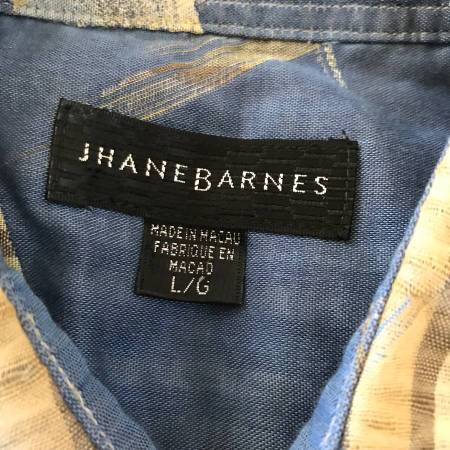 JHANEBARNES
MADE IN MACAU
FABRIQUE EN
MACAO
L/G